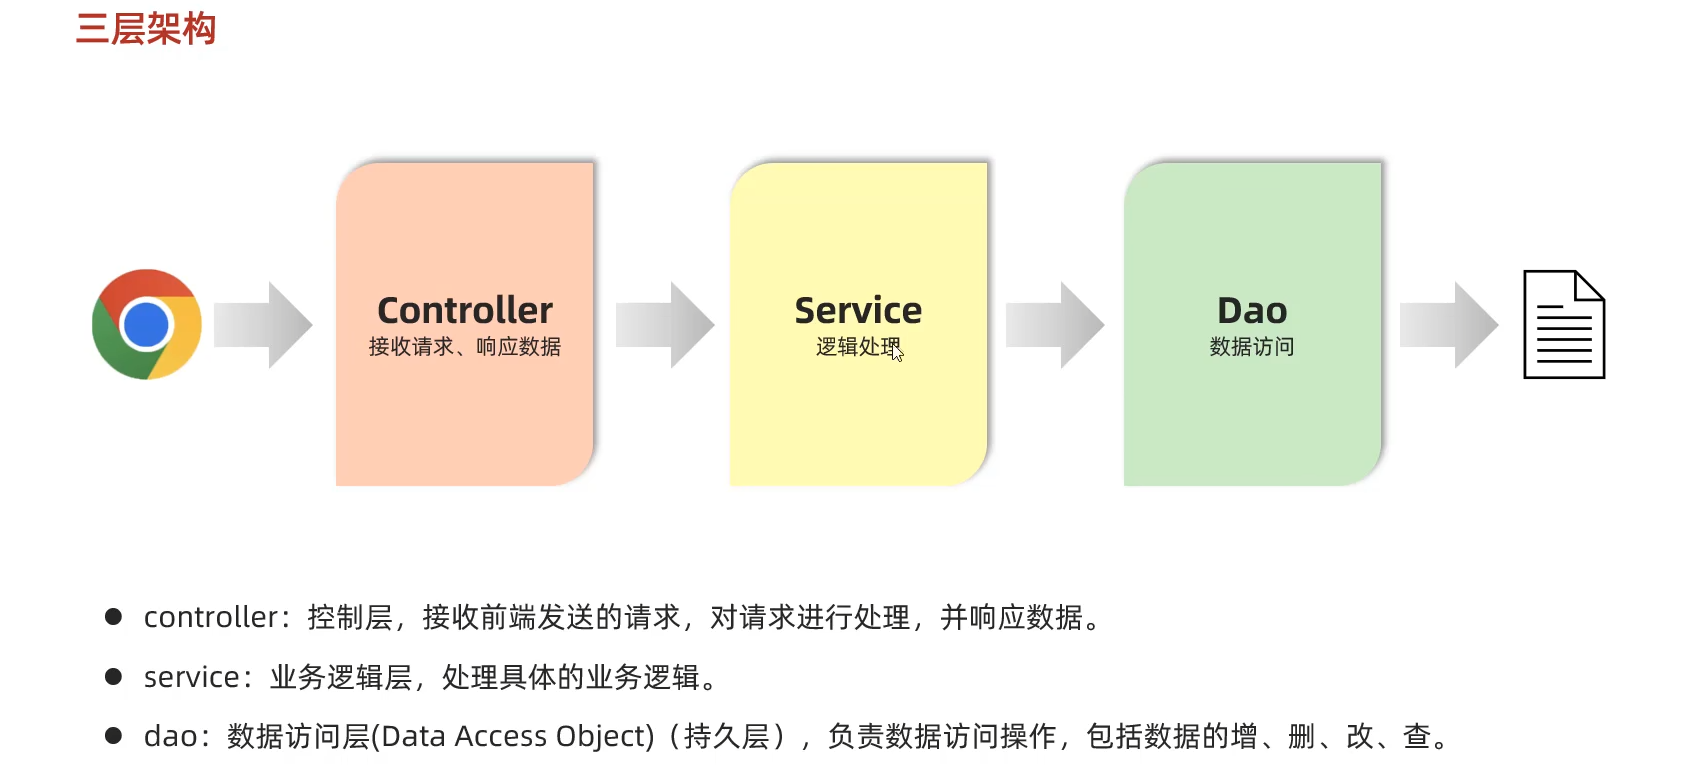 三层架构
Controller
接收请求、响应数据
Service
逻辑处理
Dao
数据访问
controller：控制层，接收前端发送的请求，对请求进行处理，并响应数据。
service：业务逻辑层，处理具体的业务逻辑。
dao：数据访问层(Data Access Object)（持久层），负责数据访问操作，包括数据的增、删、改、查。